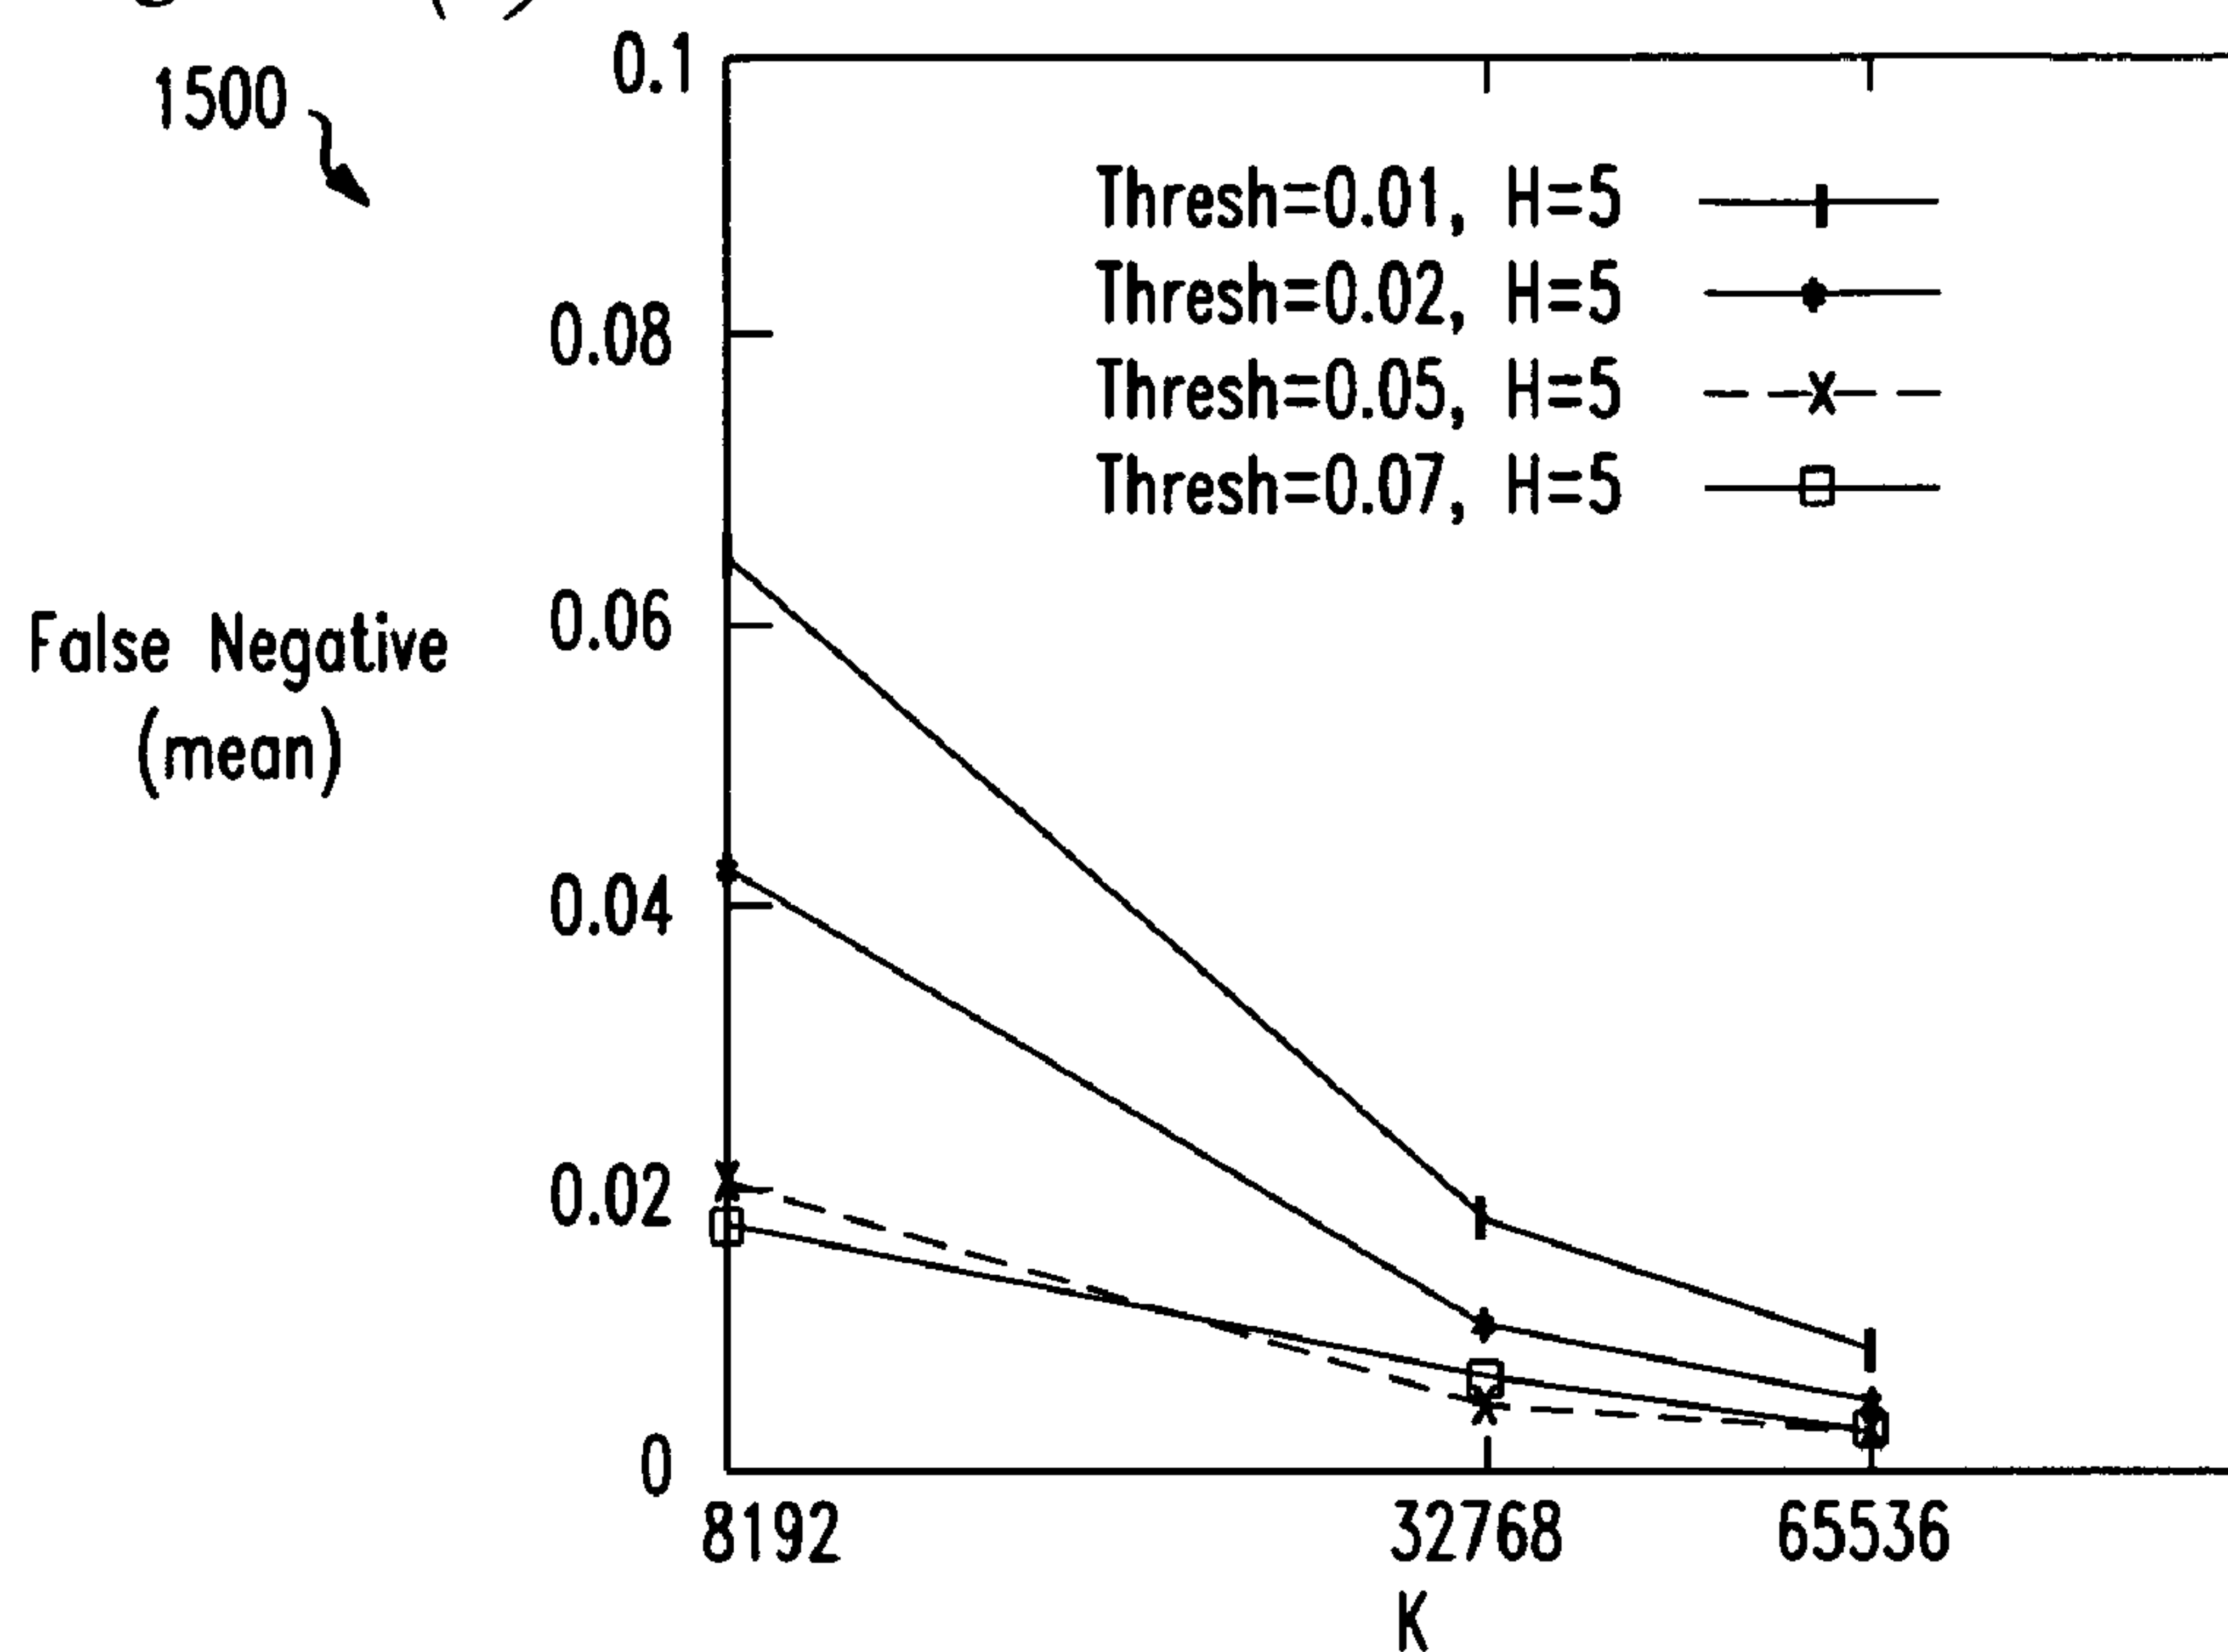 1500
0.1
Thresh=0.01, H=5
Thresh=0.02, H=5
Thresh=0.05, H=5
Thresh=0.07, H=5
0.08
0.06
False Negative
(mean)
0.04
0.02
0
8192 32768 65536
K